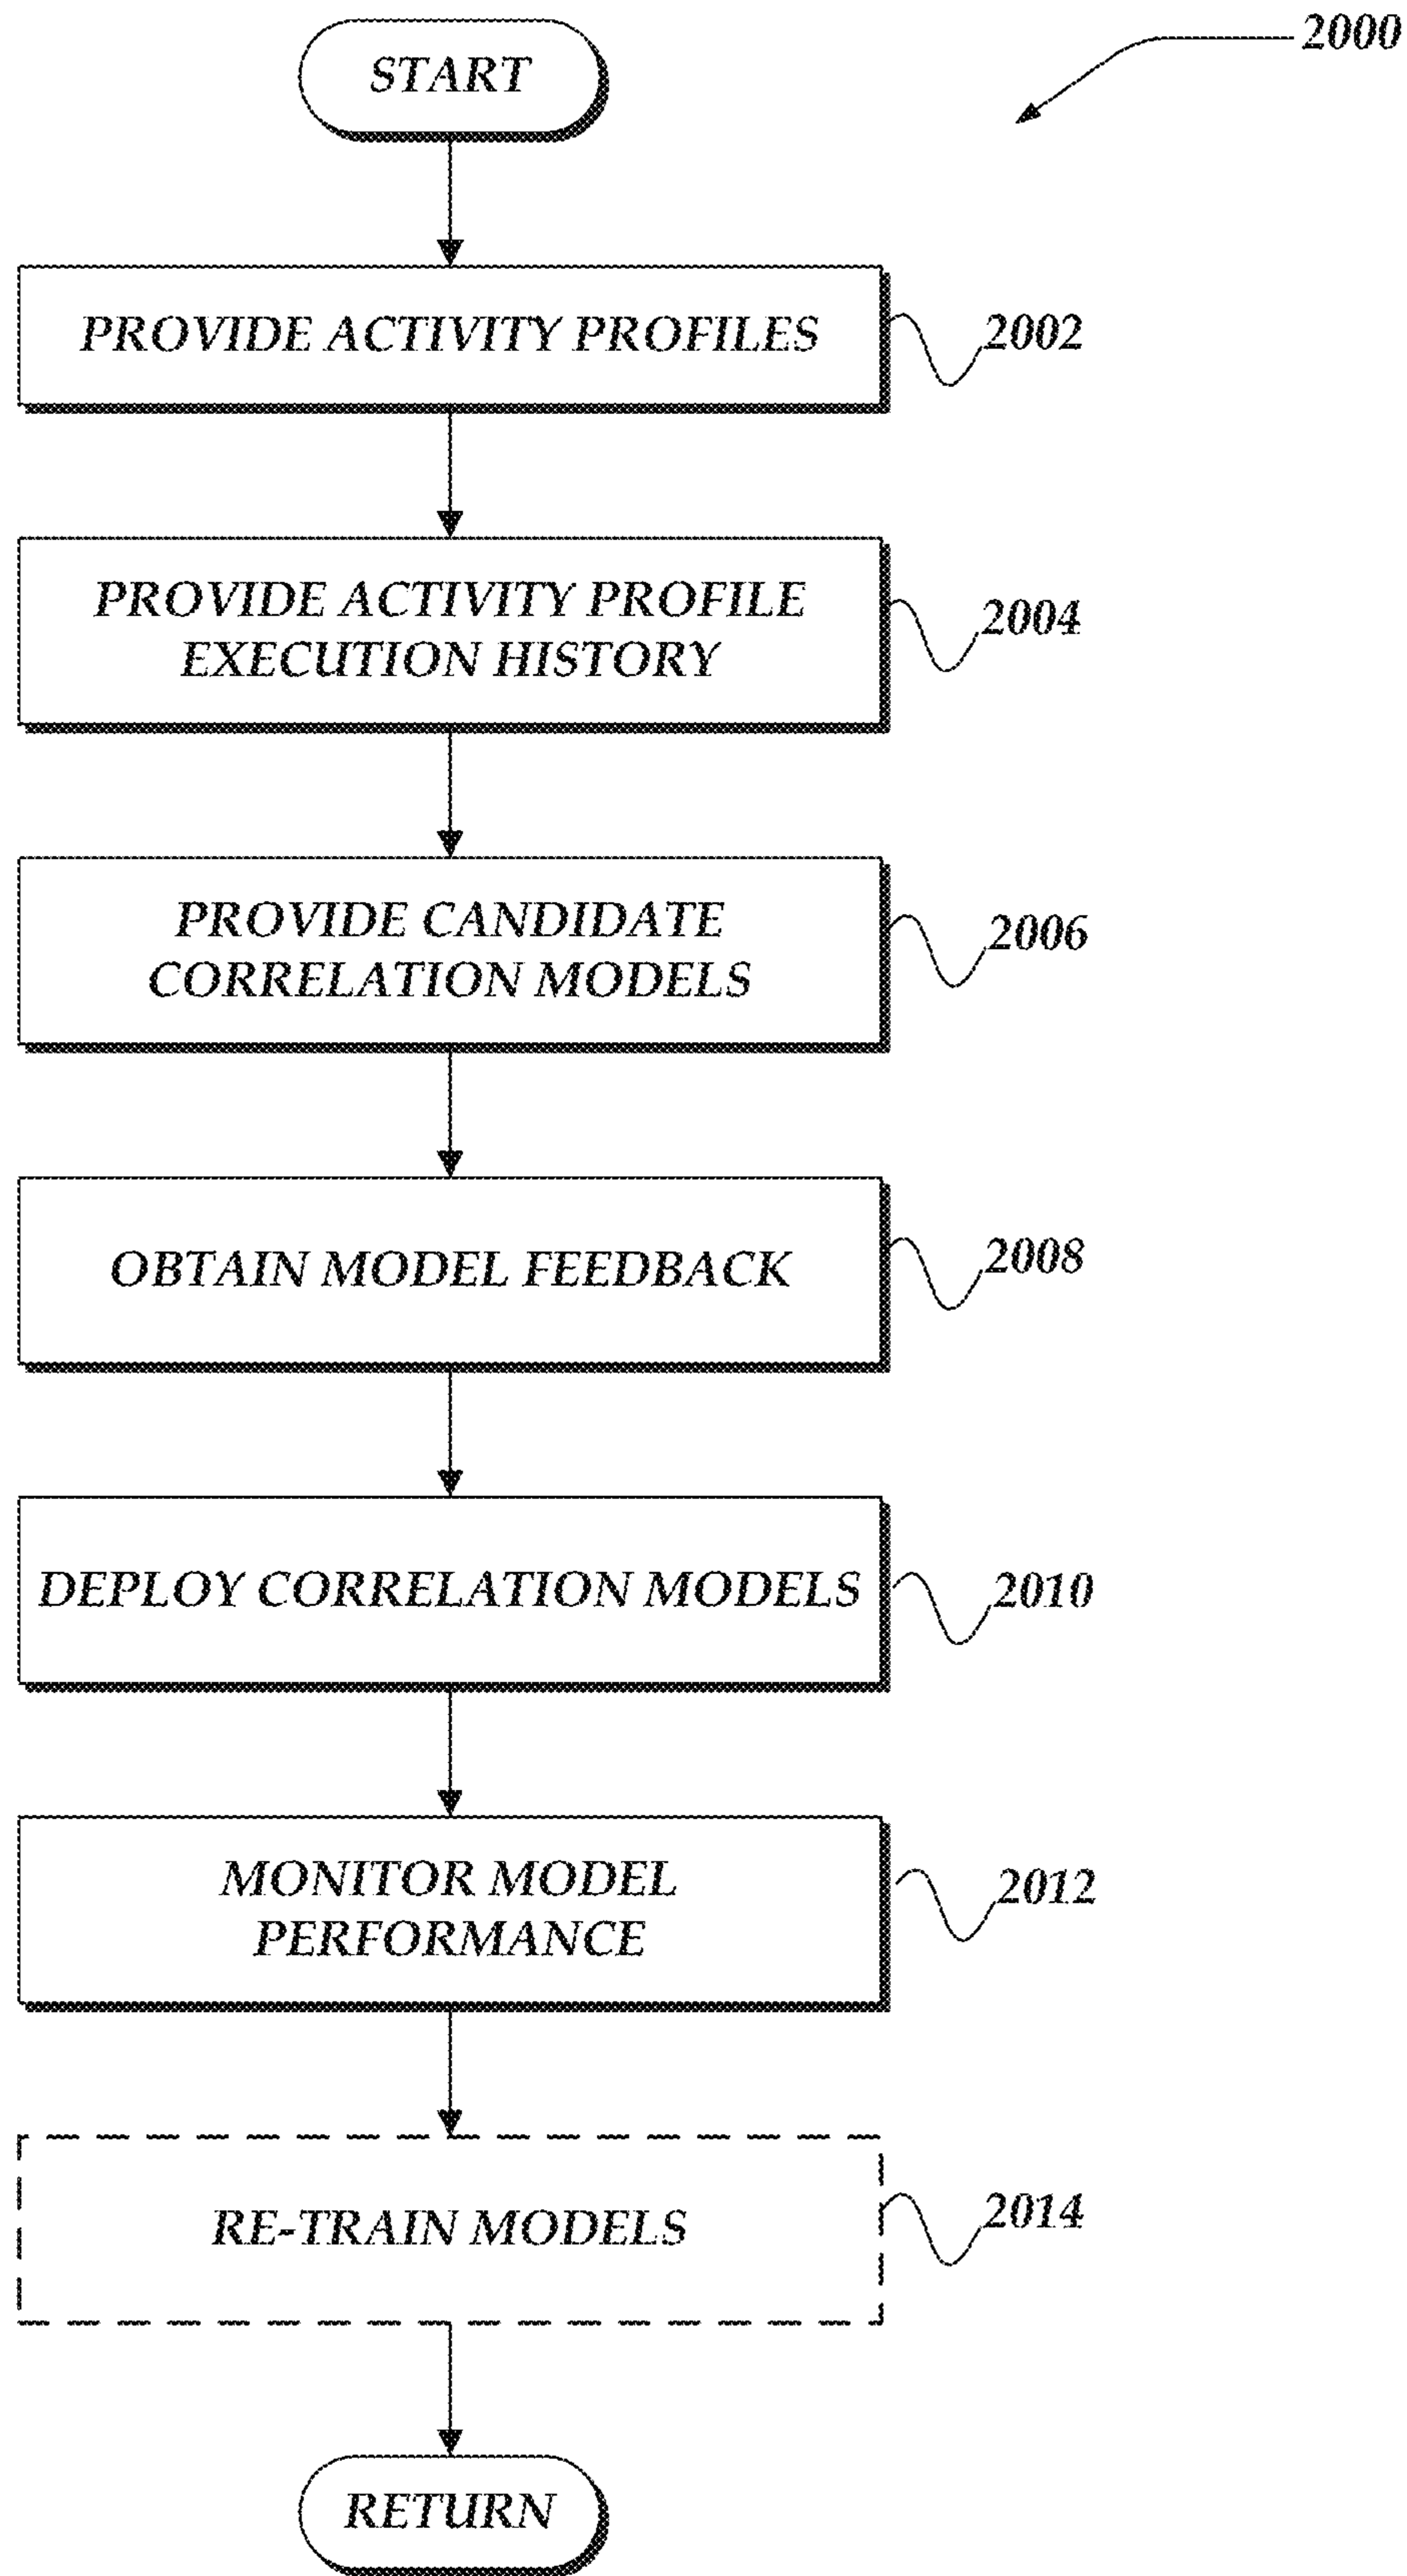 2000
START
PROVIDE ACTIVITY PROFILES
2002
PROVIDE ACTIVITY PROFILE
EXECUTION HISTORY
2004
PROVIDE CANDIDATE
CORRELATION MODELS
2006
OBTAIN MODEL FEEDBACK
2008
DEPLOY CORRELATION MODELS
2010
MONITOR MODEL
PERFORMANCE
2012
RE-TRAIN MODELS
2014
RETURN